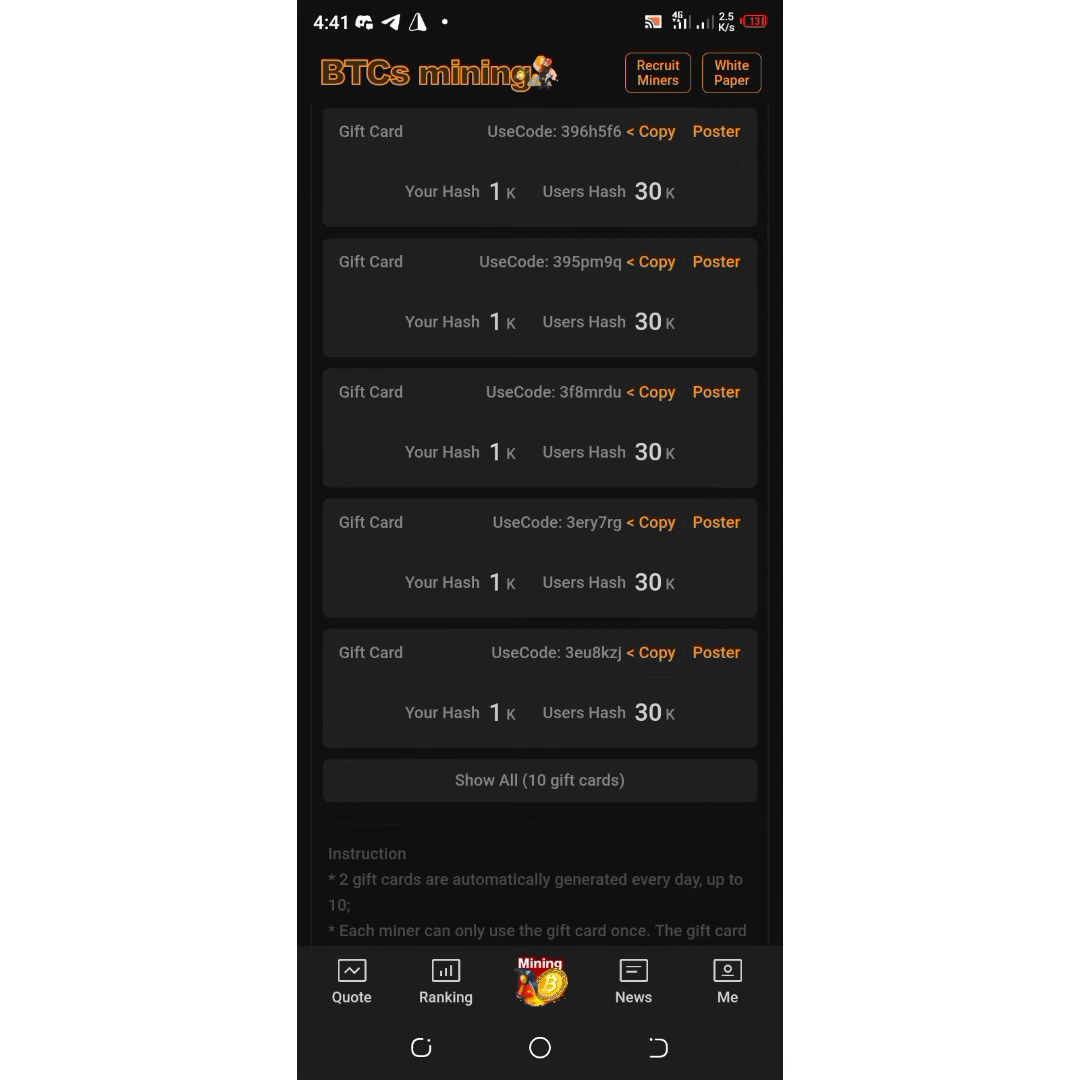 4:41 4G 2.5 K/s 13
BTCs mining Recruit Miners White Paper
Gift Card UseCode: 396h5f6 < Copy Poster
Your Hash 1 K Users Hash 30 K
Gift Card UseCode: 395pm9q < Copy Poster
Your Hash 1 K Users Hash 30 K
Gift Card UseCode: 3f8mrdu < Copy Poster
Your Hash 1 K Users Hash 30 K
Gift Card UseCode: 3ery7rg < Copy Poster
Your Hash 1 K Users Hash 30 K
Gift Card UseCode: 3eu8kzj < Copy Poster
Your Hash 1 K Users Hash 30 K
Show All (10 gift cards)
Instruction
* 2 gift cards are automatically generated every day, up to
10;
* Each miner can only use the gift card once. The gift card
Mining
Quote Ranking News Me